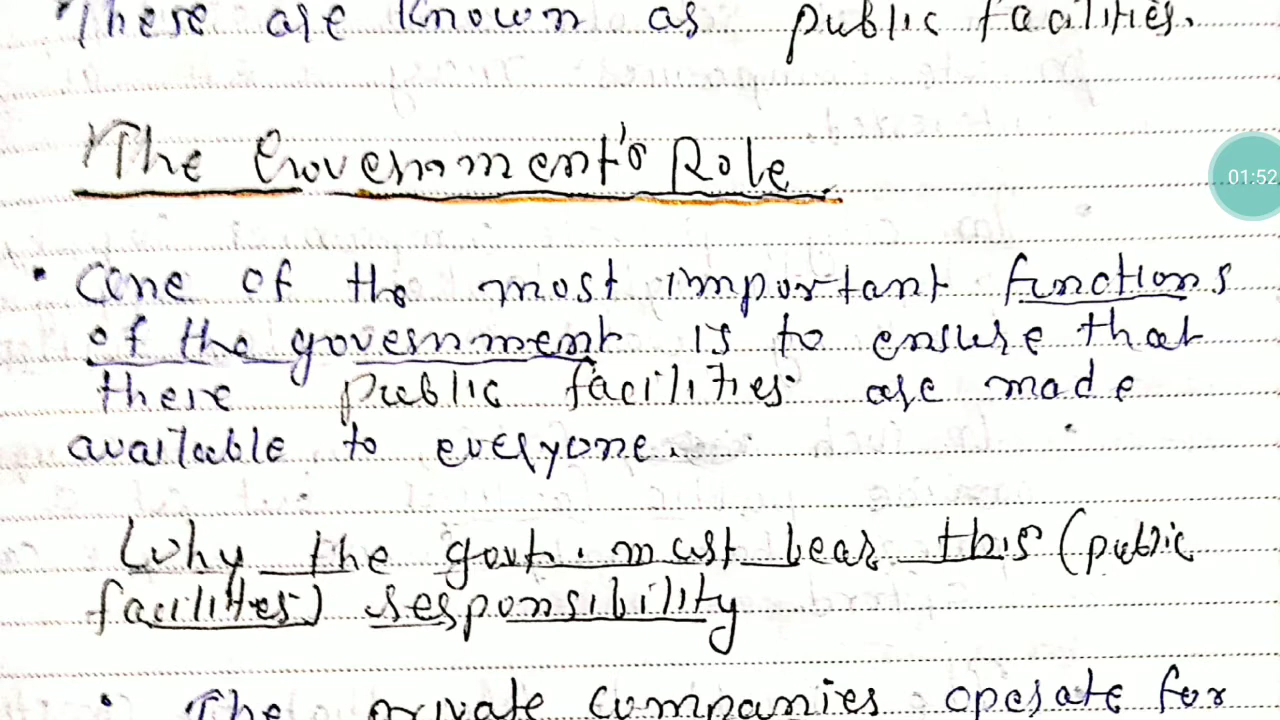 These are known as public facilities.
The Government's Role
01:52
• One of the most important functions
of the government is to ensure that
these public facilities are made
available to everyone.
Why the govt. must bear this (public
facilities) responsibility
• The private companies operate for